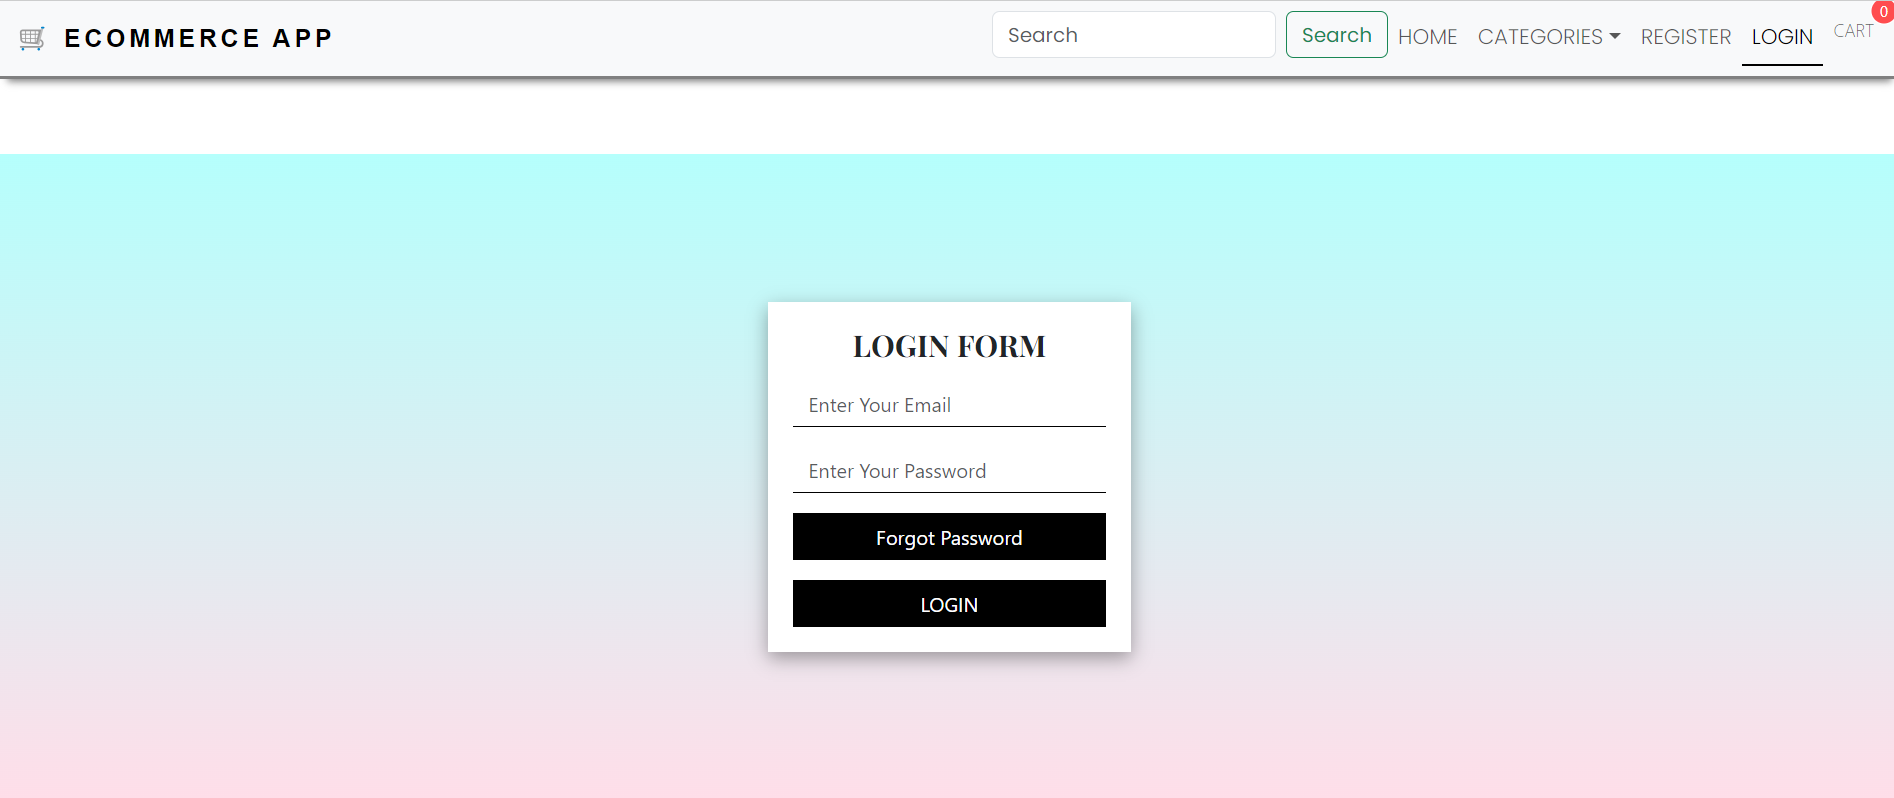 ECOMMERCE APP Search Search HOME CATEGORIES REGISTER LOGIN CART 0
LOGIN FORM
Enter Your Email
Enter Your Password
Forgot Password
LOGIN